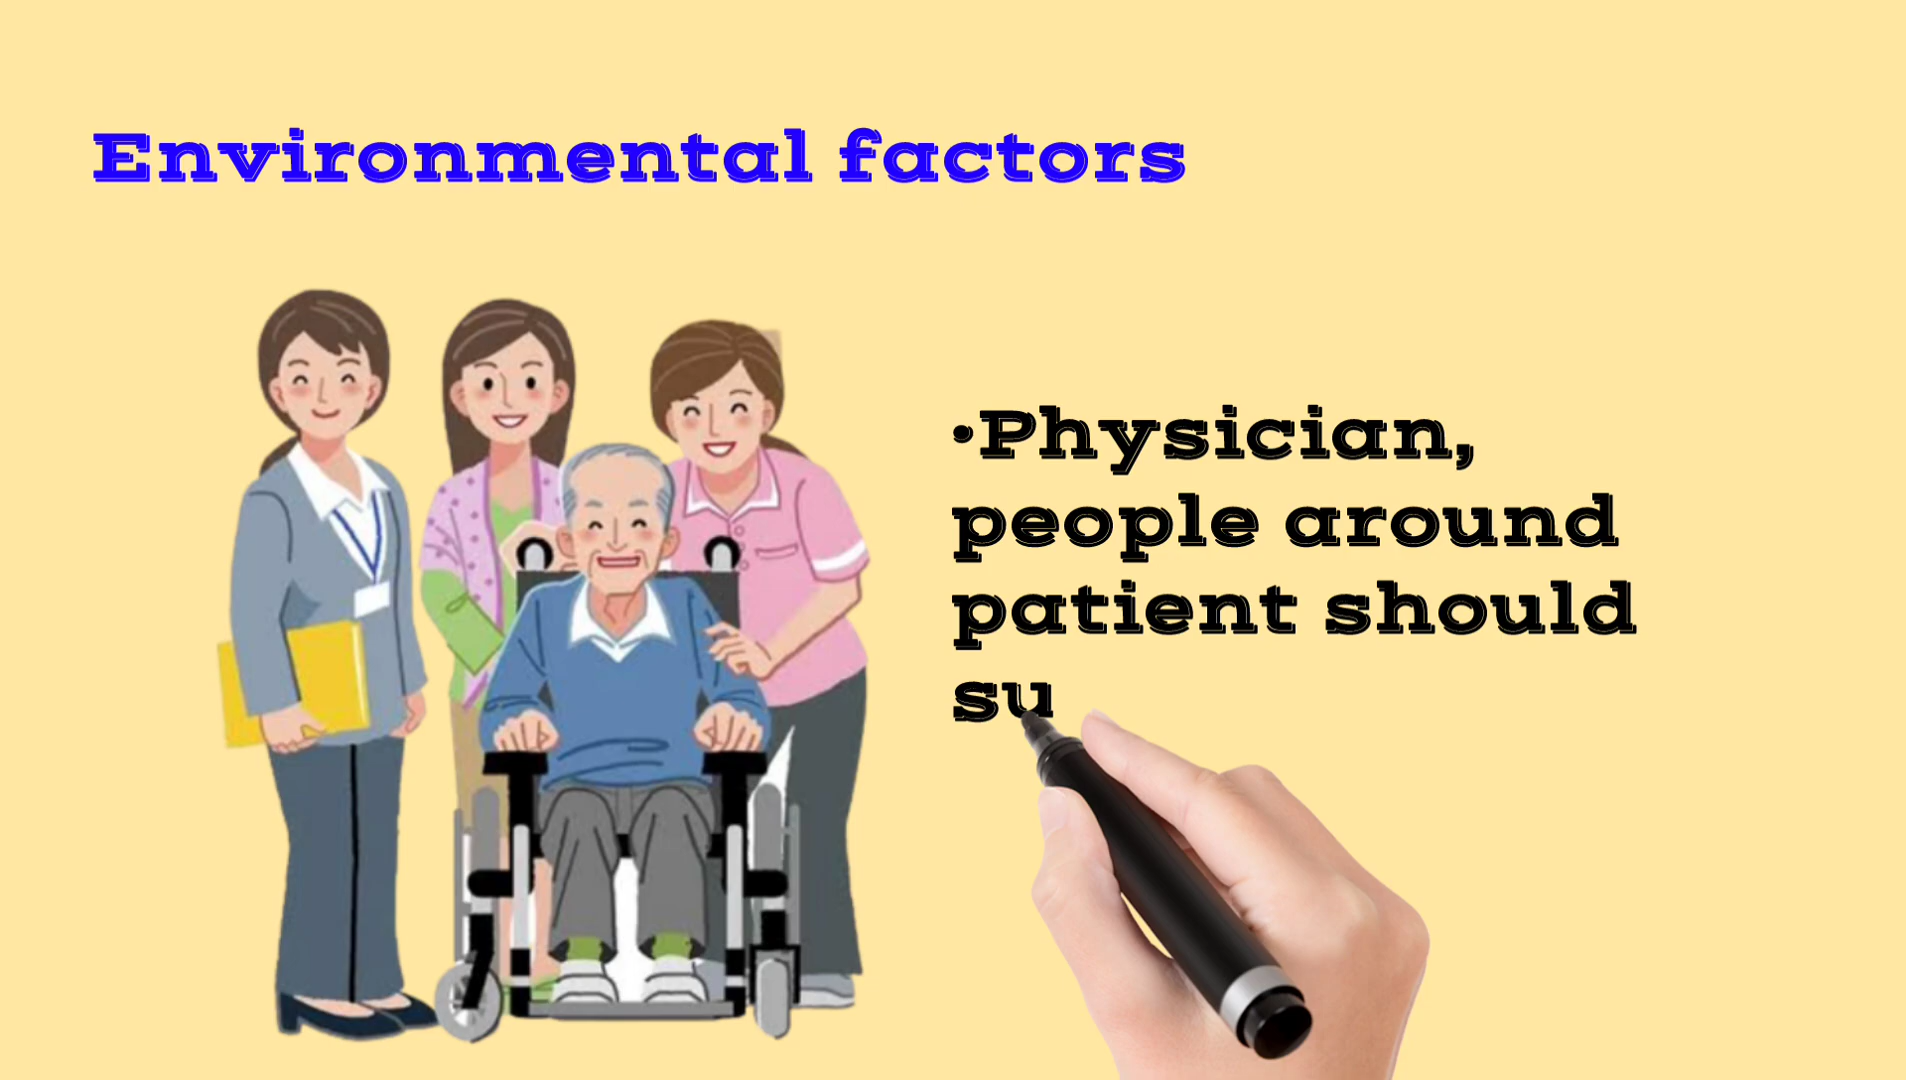 Environmental factors
•Physician,
people around
patient should
su